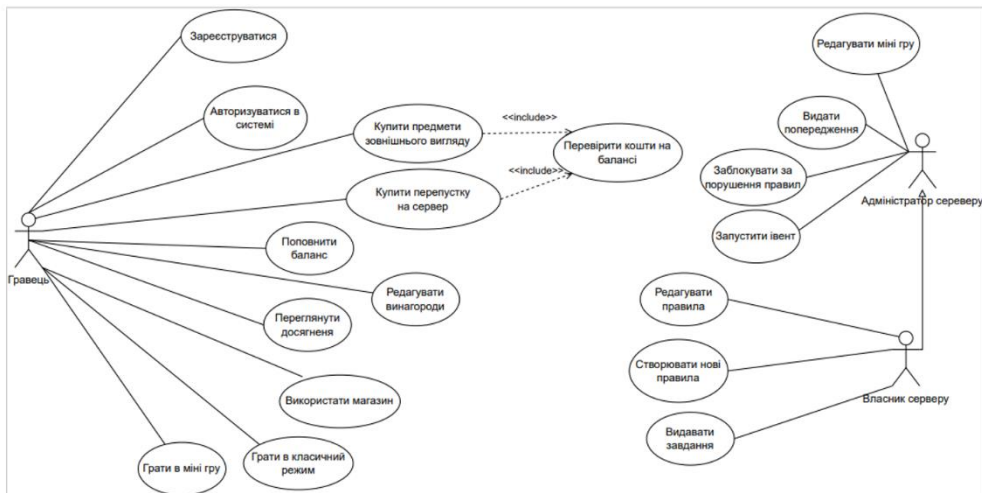 Зареєструватися
Авторизуватися в
системі
Купити предмети
зовнішнього вигляду
<<include>>
Перевірити кошти на
балансі
<<include>>
Купити перепустку
на сервер
Поповнити
баланс
Гравець
Редагувати
винагороди
Переглянути
досягненя
Використати магазин
Грати в міні гру
Грати в класичний
режим
Редагувати міні гру
Видати
попередження
Заблокувати за
порушення правил
Адміністратор сереверу
Запустити івент
Редагувати
правила
Створювати нові
правила
Власник серверу
Видавати
завдання